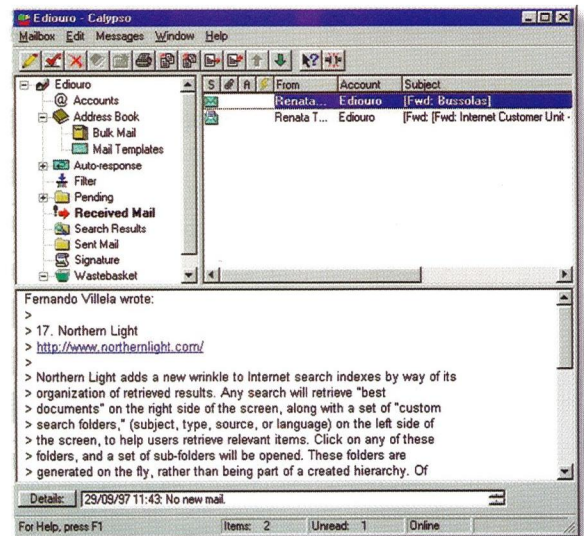 Ediouro - Calypso
Mailbox Edit Messages Window Help
Ediouro
Accounts
Address Book
Bulk Mail
Mail Templates
Auto-response
Filter
Pending
Received Mail
Search Results
Sent Mail
Signature
Wastebasket
S A From Account Subject
Renata... Ediouro [Fwd: Bussolas]
Renata T... Ediouro [Fwd: [Fwd: Internet Customer Unit -
Fernando Villela wrote:
>
> 17. Northern Light
> http://www.northernlight.com/
>
> Northern Light adds a new wrinkle to Internet search indexes by way of its
> organization of retrieved results. Any search will retrieve "best
> documents" on the right side of the screen, along with a set of "custom
> search folders," (subject, type, source, or language) on the left side of
> the screen, to help users retrieve relevant items. Click on any of these
> folders, and a set of sub-folders will be opened. These folders are
> generated on the fly, rather than being part of a created hierarchy. Of
Details: 29/09/97 11:43: No new mail.
For Help, press F1 Items: 2 Unread: 1 Online